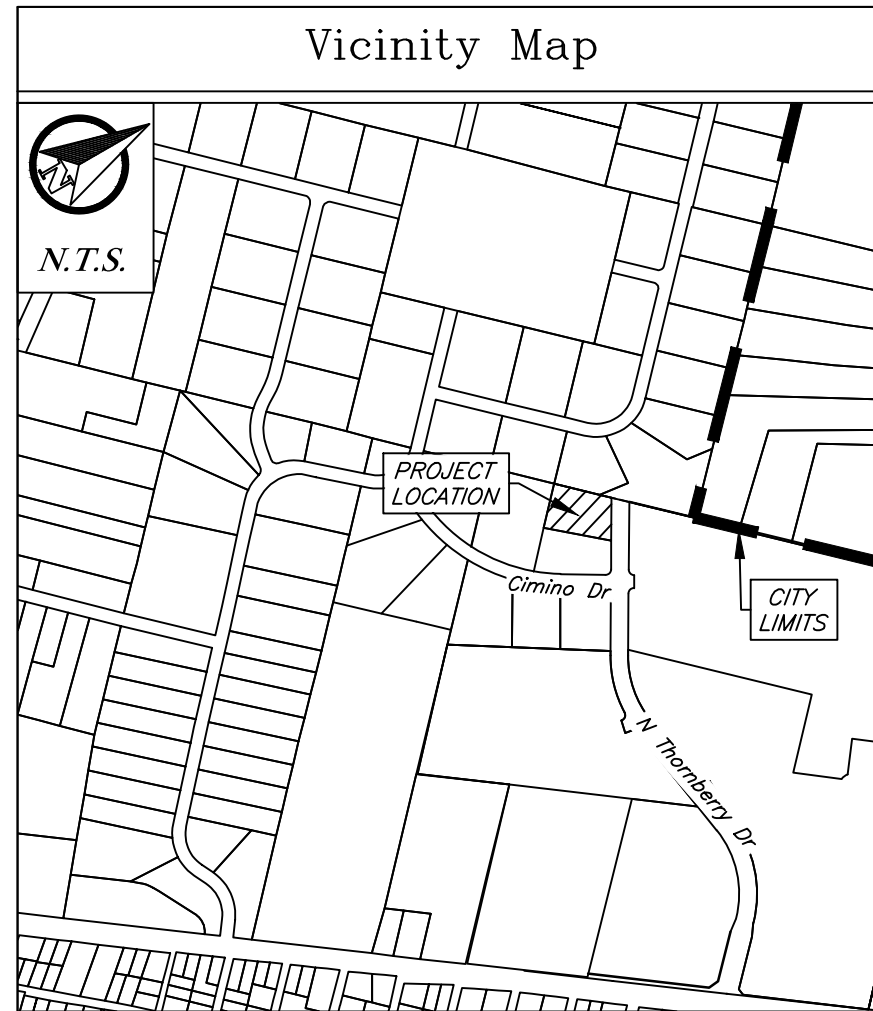 Vicinity Map
N
N.T.S.
PROJECT
LOCATION
Cimino Dr
CITY
LIMITS
N Thornberry Dr